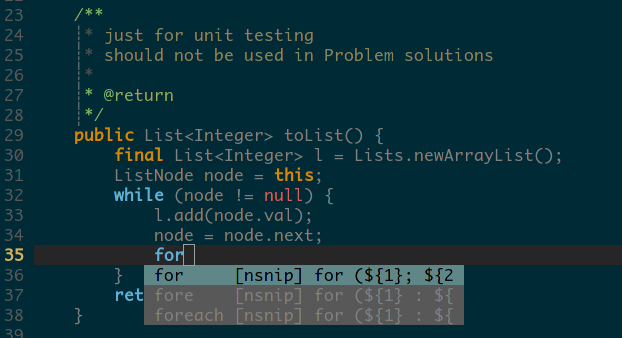 23 /**
24 * just for unit testing
25 * should not be used in Problem solutions
26 *
27 * @return
28 */
29 public List<Integer> toList() {
30 final List<Integer> l = Lists.newArrayList();
31 ListNode node = this;
32 while (node != null) {
33 l.add(node.val);
34 node = node.next;
35 for
36 } for [nsnip] for (${1}; ${2
37 ret fore [nsnip] for (${1} : ${
38 } foreach [nsnip] for (${1} : ${
39